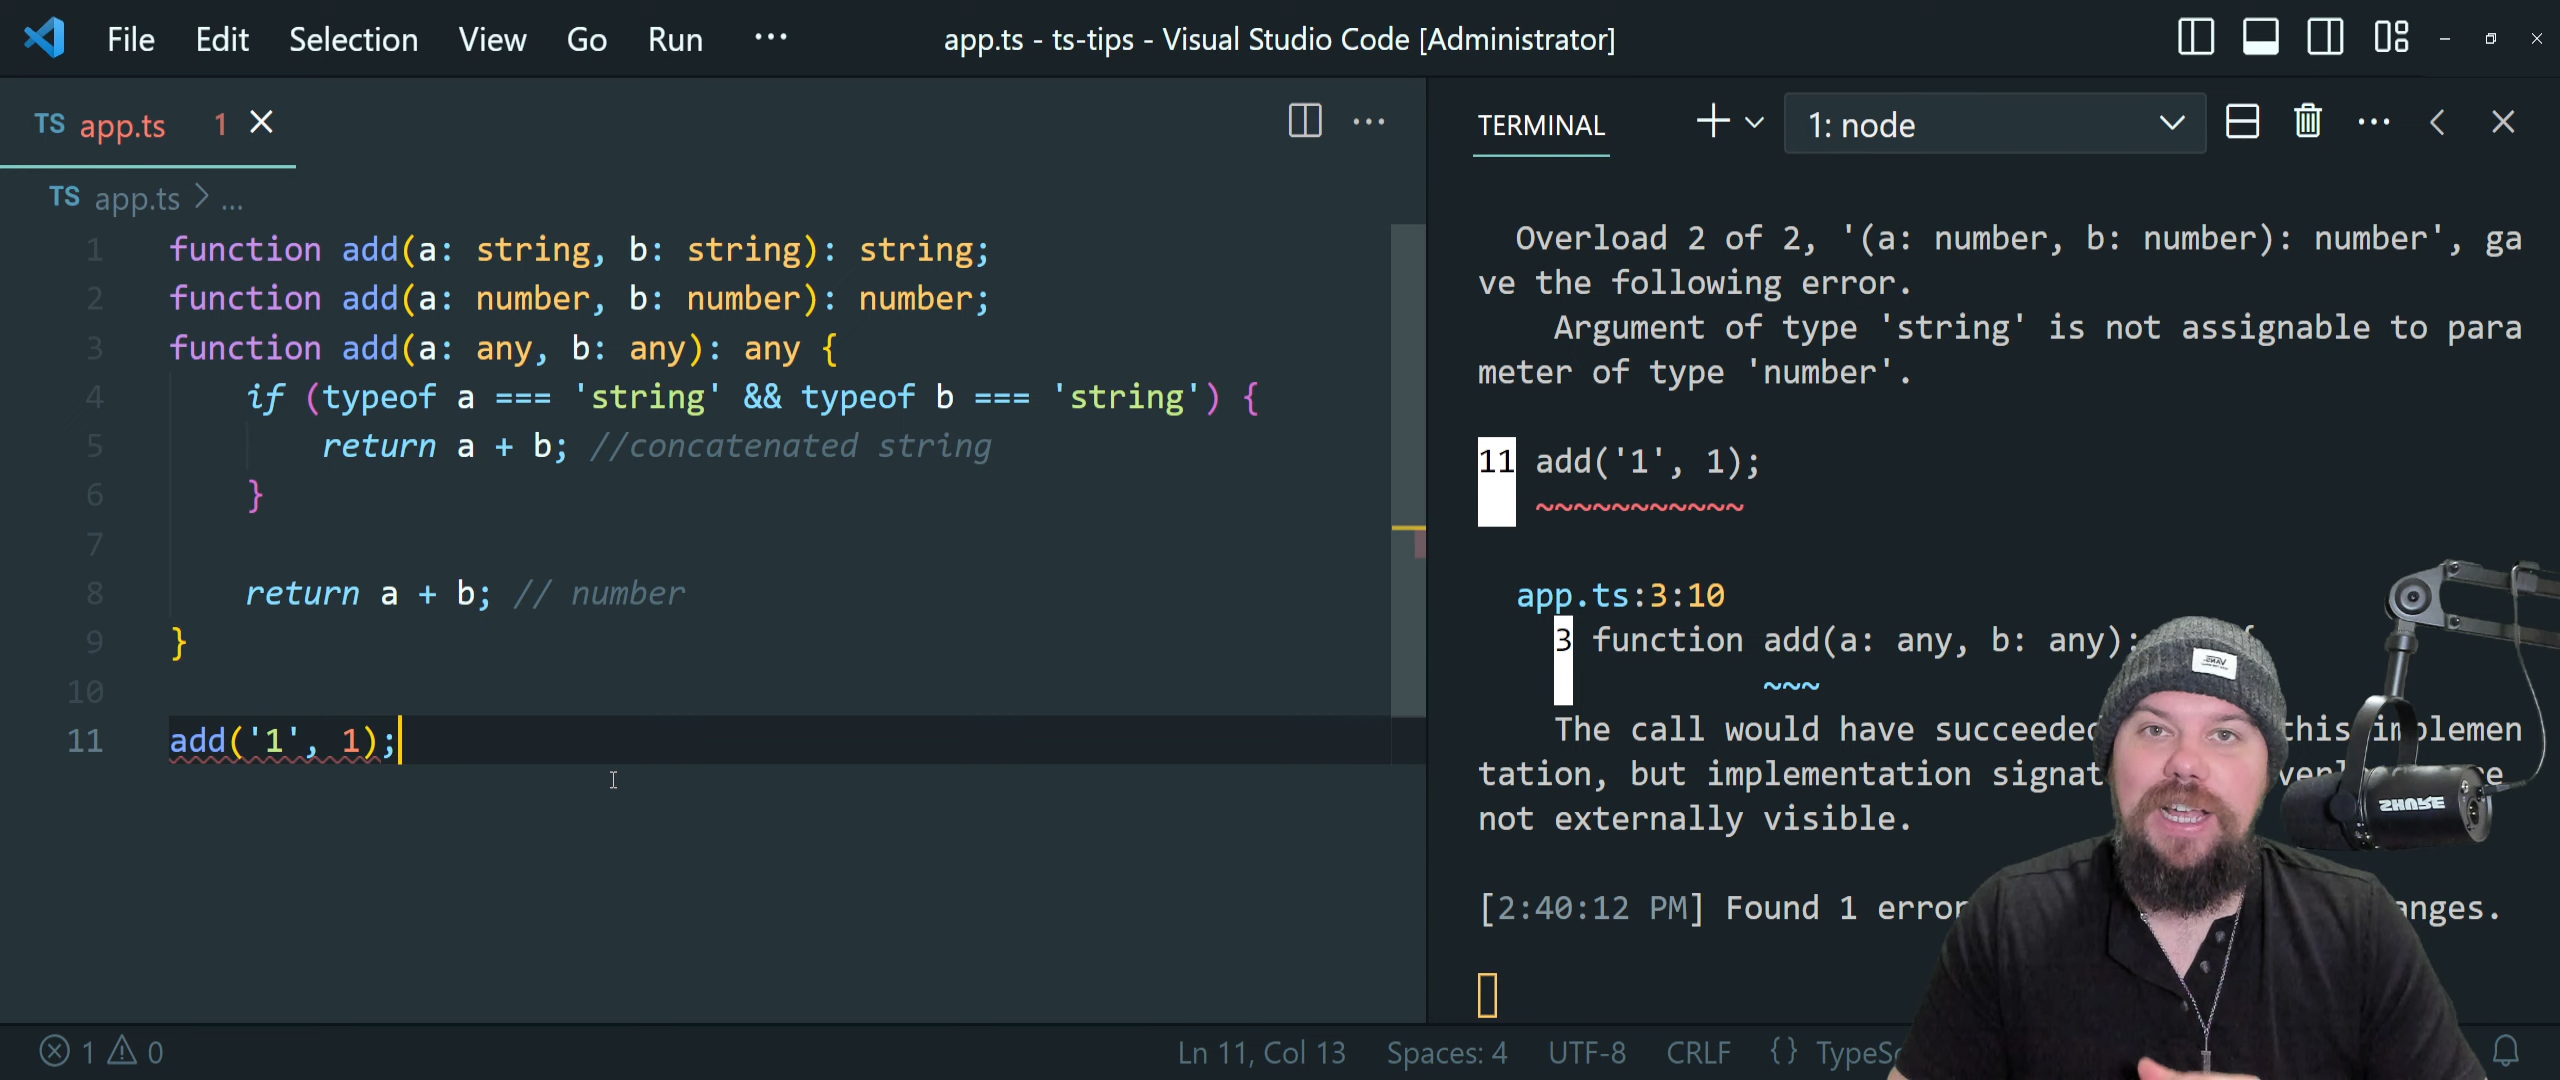 File Edit Selection View Go Run ··· app.ts - ts-tips - Visual Studio Code [Administrator]
TS app.ts 1
TS app.ts > ...
1 function add(a: string, b: string): string;
2 function add(a: number, b: number): number;
3 function add(a: any, b: any): any {
4 if (typeof a === 'string' && typeof b === 'string') {
5 return a + b; //concatenated string
6 }
7
8 return a + b; // number
9 }
10
11 add('1', 1);
TERMINAL 1: node
Overload 2 of 2, '(a: number, b: number): number', ga
ve the following error.
Argument of type 'string' is not assignable to para
meter of type 'number'.
11 add('1', 1);
~~~~~~~~~~~
app.ts:3:10
3 function add(a: any, b: any):
~~~
The call would have succeeded this implemen
tation, but implementation
not externally visible.
[2:40:12 PM] Found 1 error
VANS
SHURE
1 0 Ln 11, Col 13 Spaces: 4 UTF-8 CRLF {}